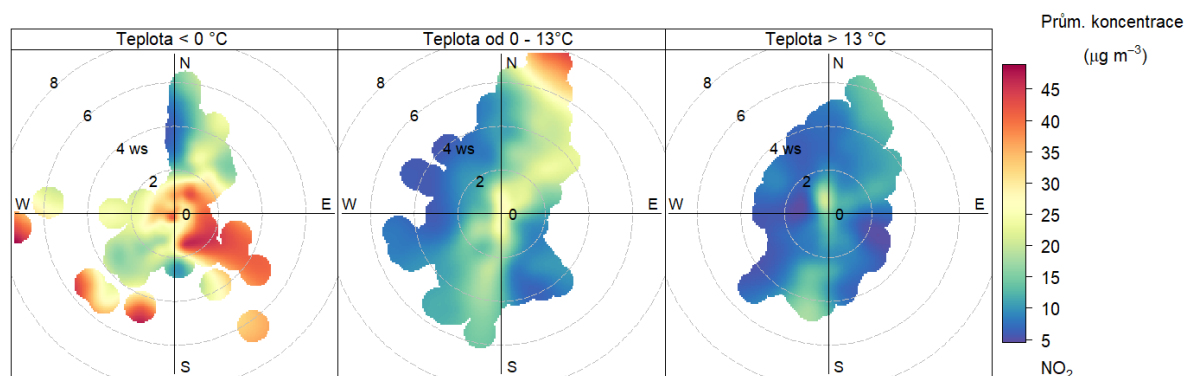 Teplota < 0 °C
N
8
6
4 ws
2
0
W
E
S
Teplota od 0 - 13°C
N
8
6
4 ws
2
0
W
E
S
Teplota > 13 °C
N
8
6
4 ws
2
0
W
E
S
Prům. koncentrace
(µg m⁻³)
45
40
35
30
25
20
15
10
5
NO₂